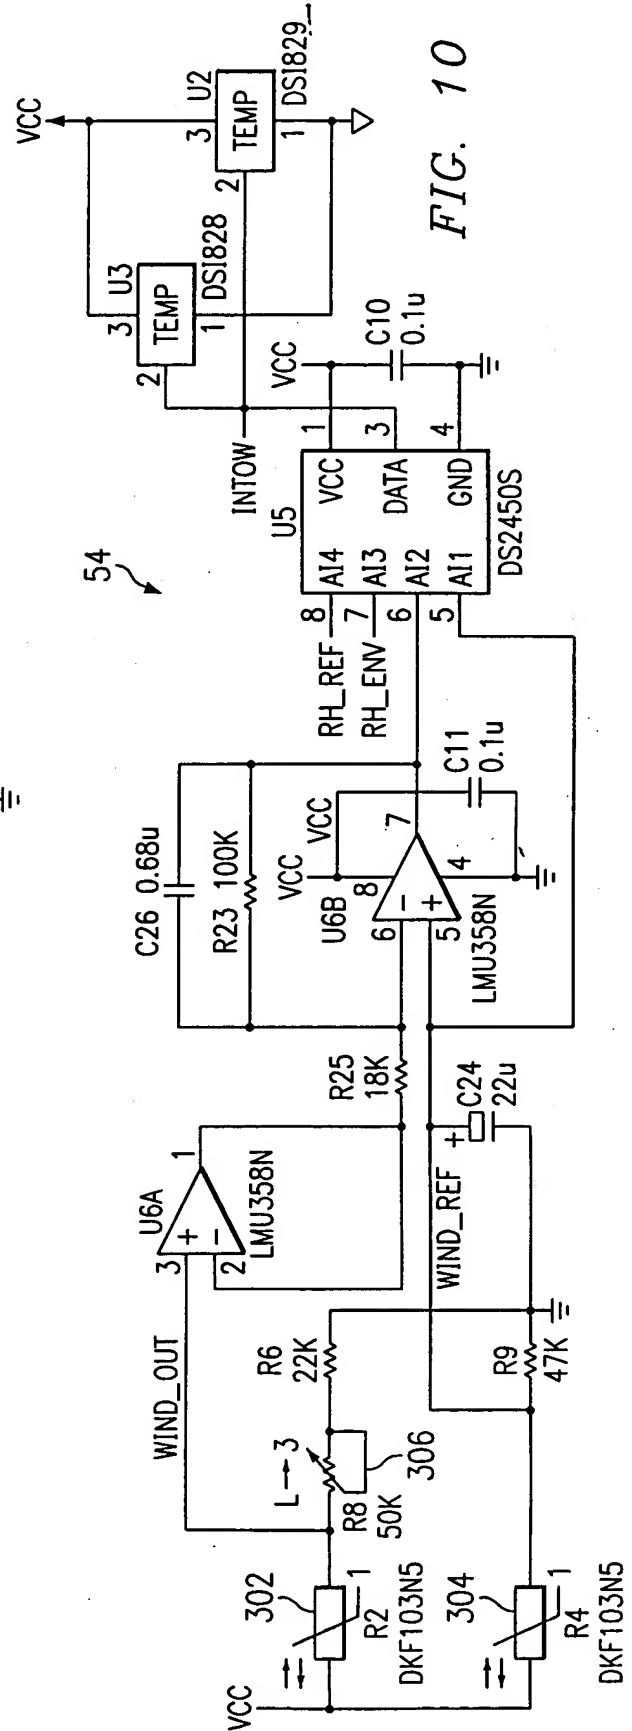 VCC
302
R2
1
DKF103N5
304
R4
1
DKF103N5
WIND_OUT
L→3
R8
50K
306
R6
22K
R9
47K
WIND_REF
C24
22u
+
U6A
3
+
2
−
1
LMU358N
R25
18K
C26 0.68u
R23 100K
U6B
6
−
5
+
8
7
4
LMU358N
VCC
VCC
C11
0.1u
54
RH_REF
RH_ENV
8
7
6
5
U5
AI4
AI3
AI2
AI1
VCC
DATA
GND
DS2450S
1
3
4
INTOW
VCC
C10
0.1u
U3
TEMP
DSI828
3
2
1
VCC
U2
TEMP
DSI829_
3
2
1
FIG. 10